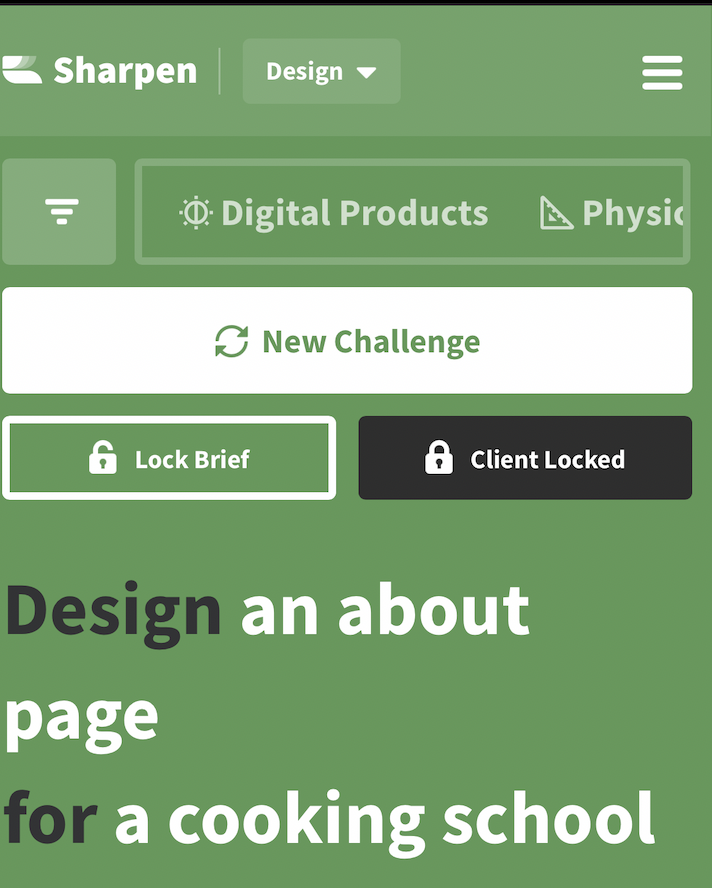 Sharpen
Design
Digital Products Physic
New Challenge
Lock Brief
Client Locked
Design an about
page
for a cooking school